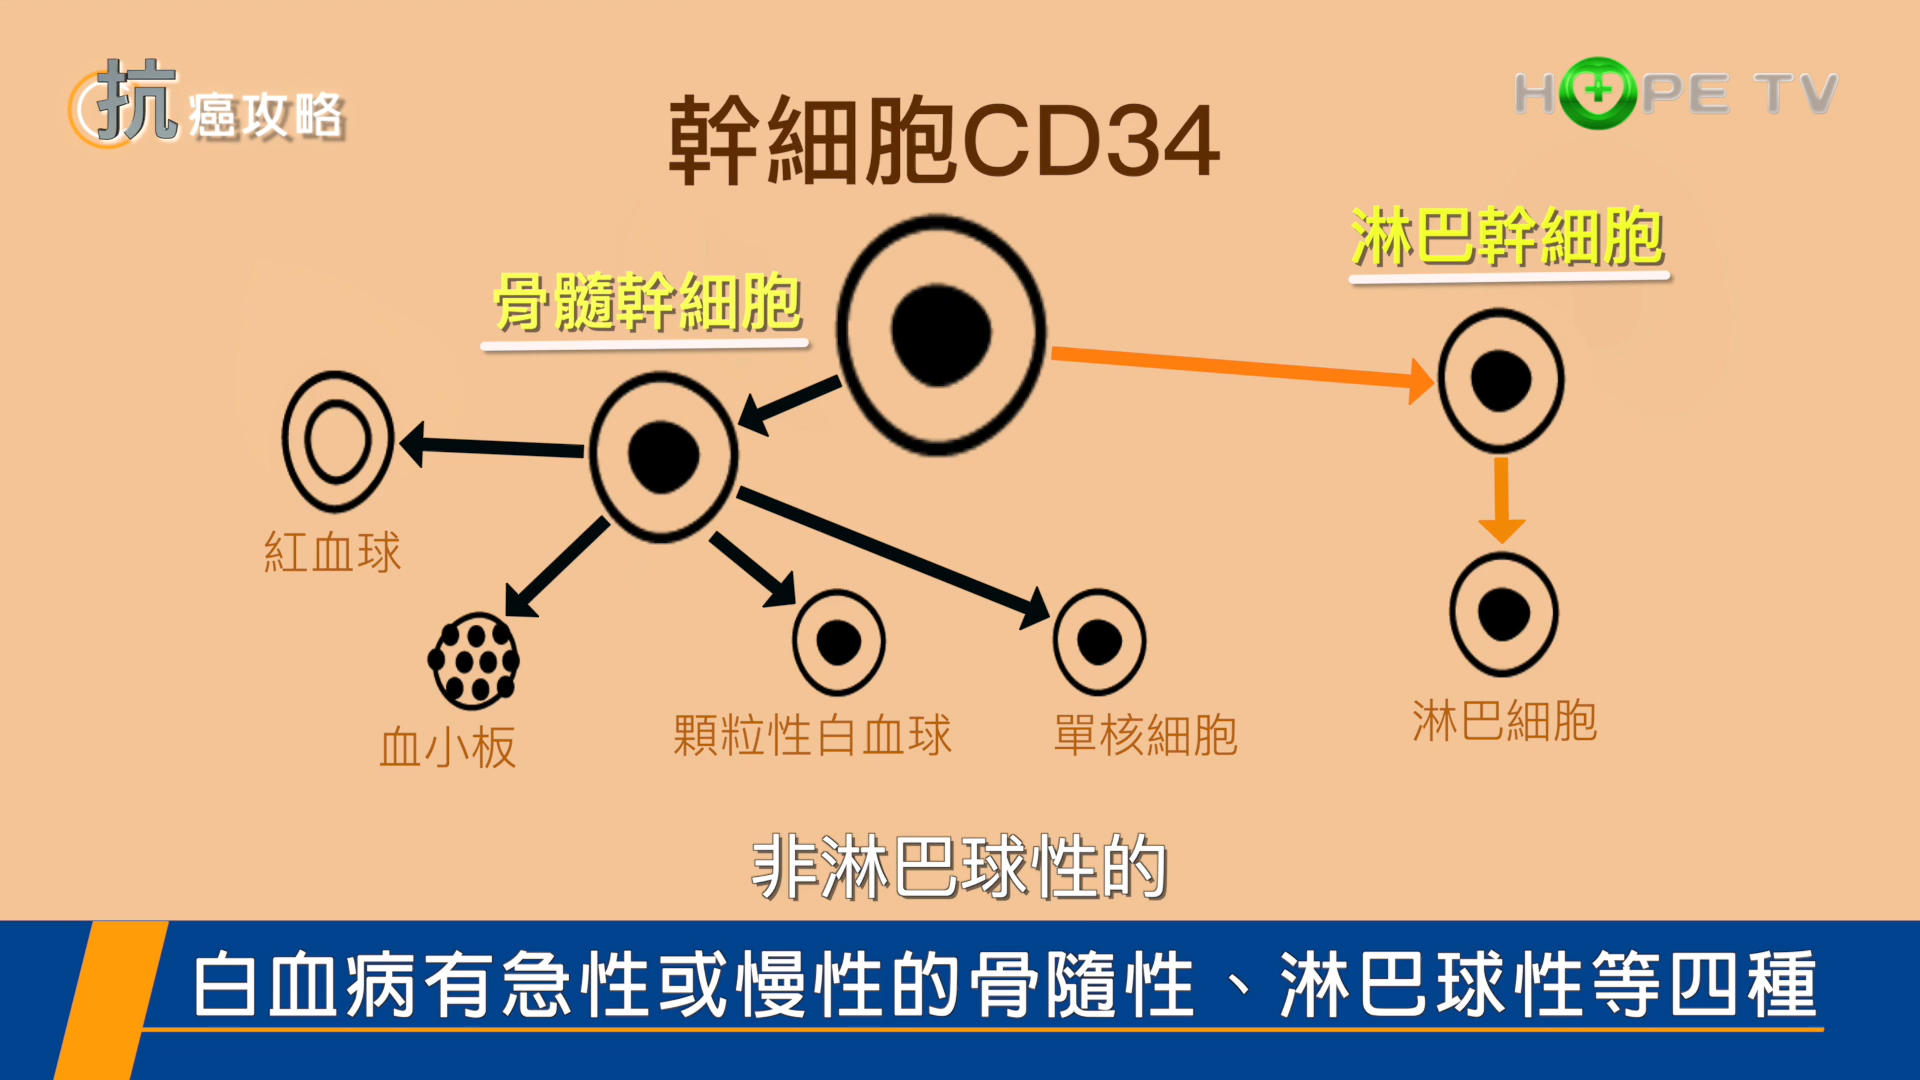 抗癌攻略
HOPE TV
幹細胞CD34
淋巴幹細胞
骨髓幹細胞
紅血球
血小板
顆粒性白血球
單核細胞
淋巴細胞
非淋巴球性的
白血病有急性或慢性的骨隨性、淋巴球性等四種